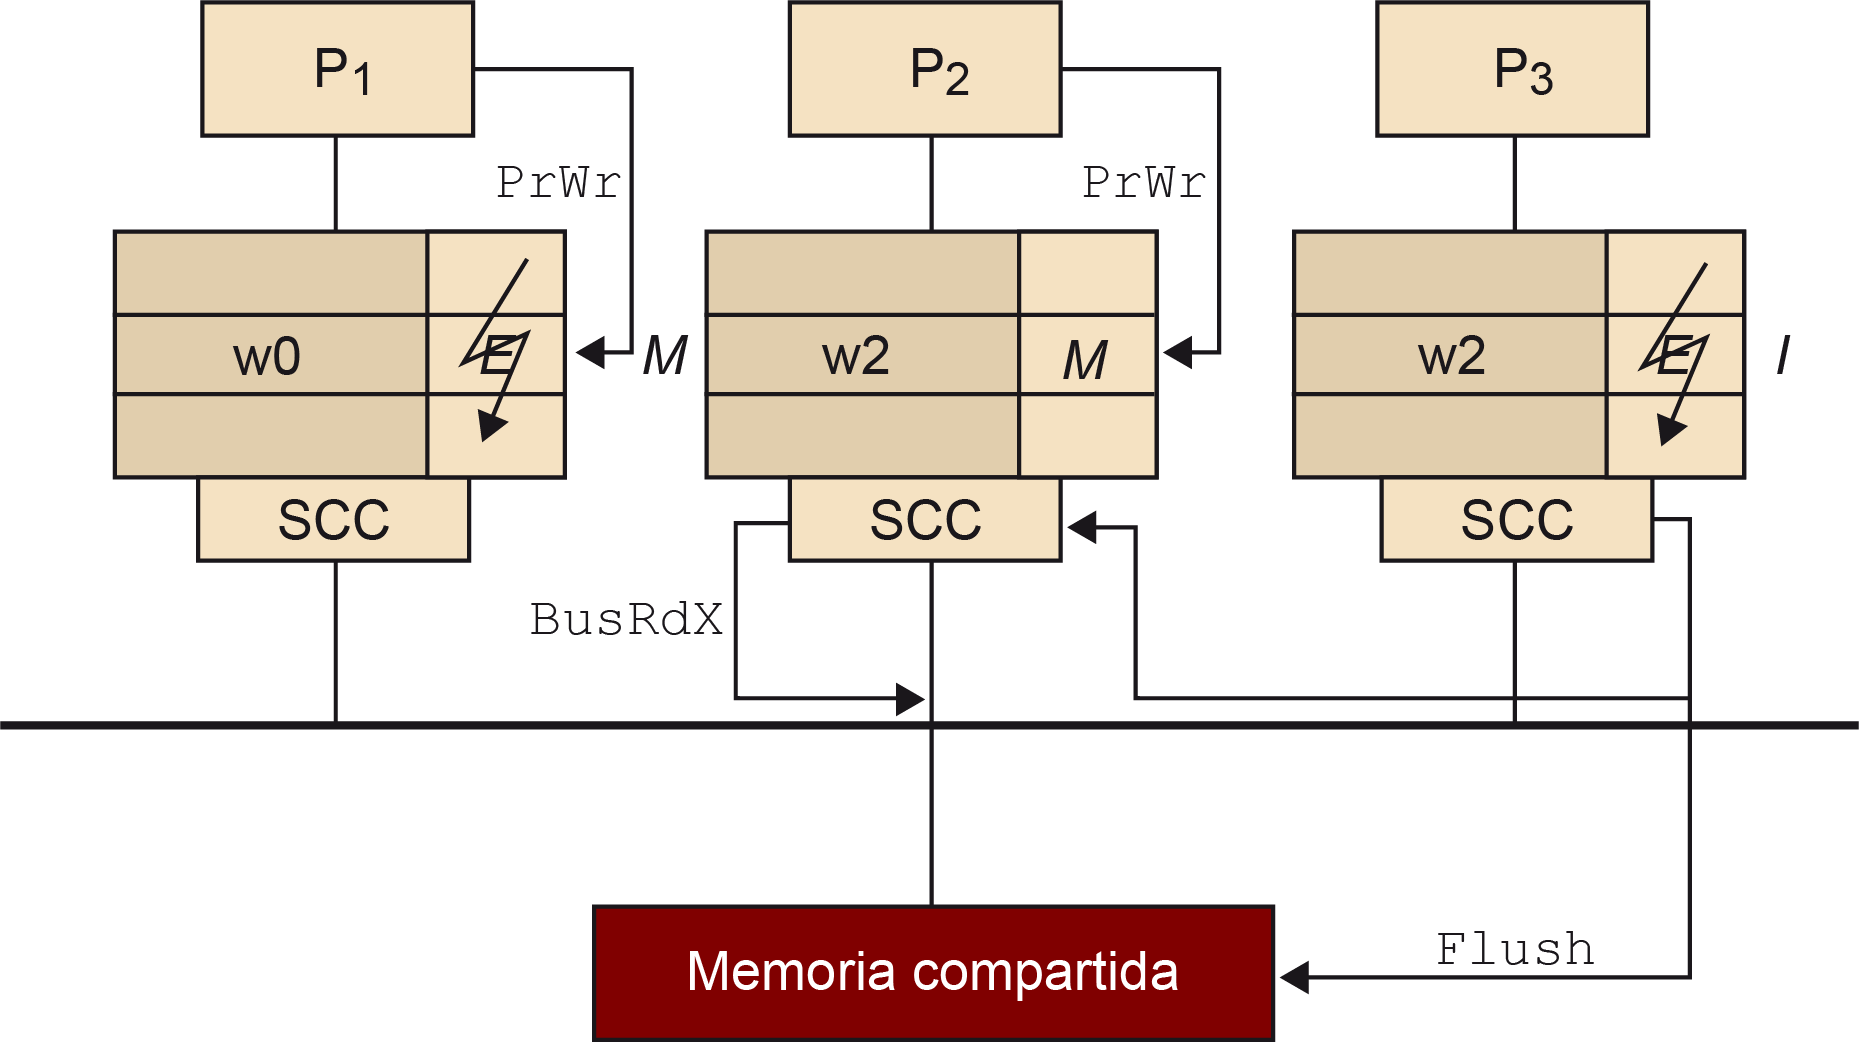 P1
P2
P3
PrWr
PrWr
w0
E
M
w2
M
w2
E
I
SCC
SCC
SCC
BusRdX
Flush
Memoria compartida